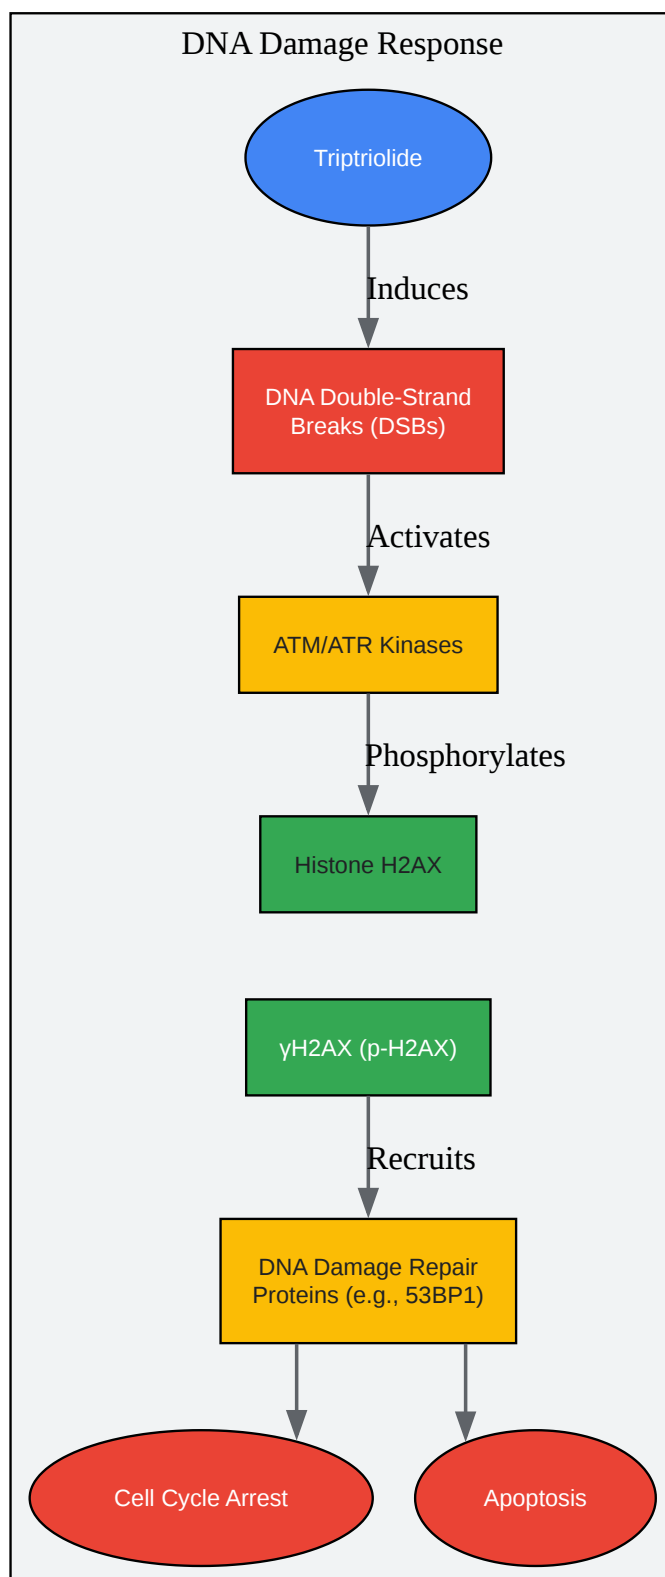 DNA Damage Response
Triptriolide
Induces
DNA Double-Strand
Breaks (DSBs)
Activates
ATM/ATR Kinases
Phosphorylates
Histone H2AX
γH2AX (p-H2AX)
Recruits
DNA Damage Repair
Proteins (e.g., 53BP1)
Cell Cycle Arrest
Apoptosis